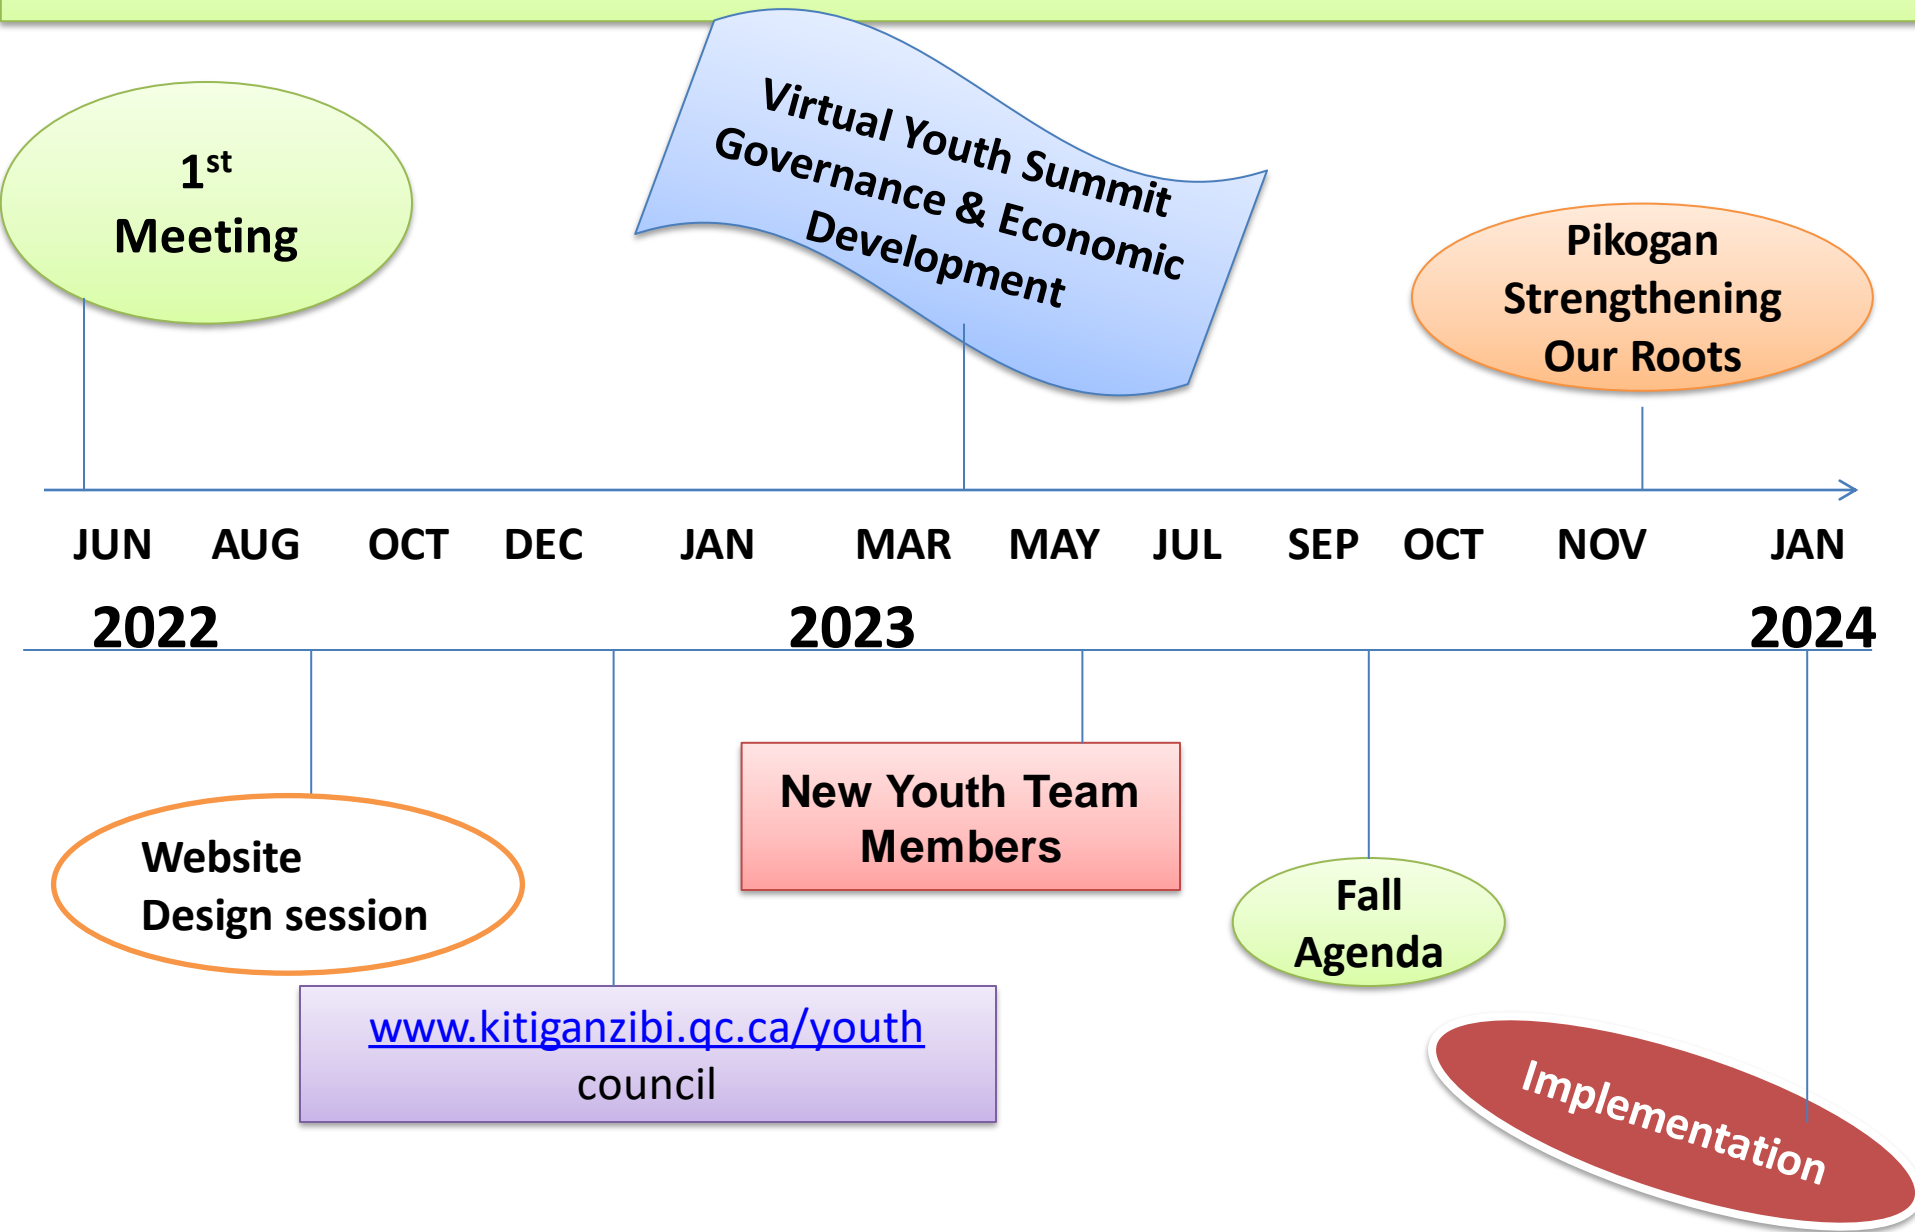 1st
Meeting
Virtual Youth Summit
Governance & Economic
Development
Pikogan
Strengthening
Our Roots
JUN AUG OCT DEC JAN MAR MAY JUL SEP OCT NOV JAN
2022 2023 2024
Website
Design session
New Youth Team
Members
Fall
Agenda
www.kitiganzibi.qc.ca/youth
council
Implementation